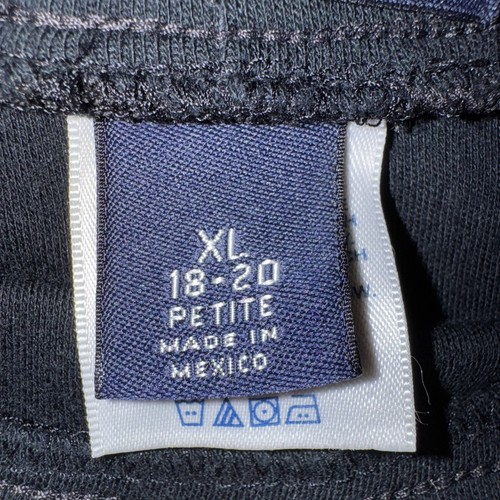 XL
18-20
PETITE
MADE IN
MEXICO